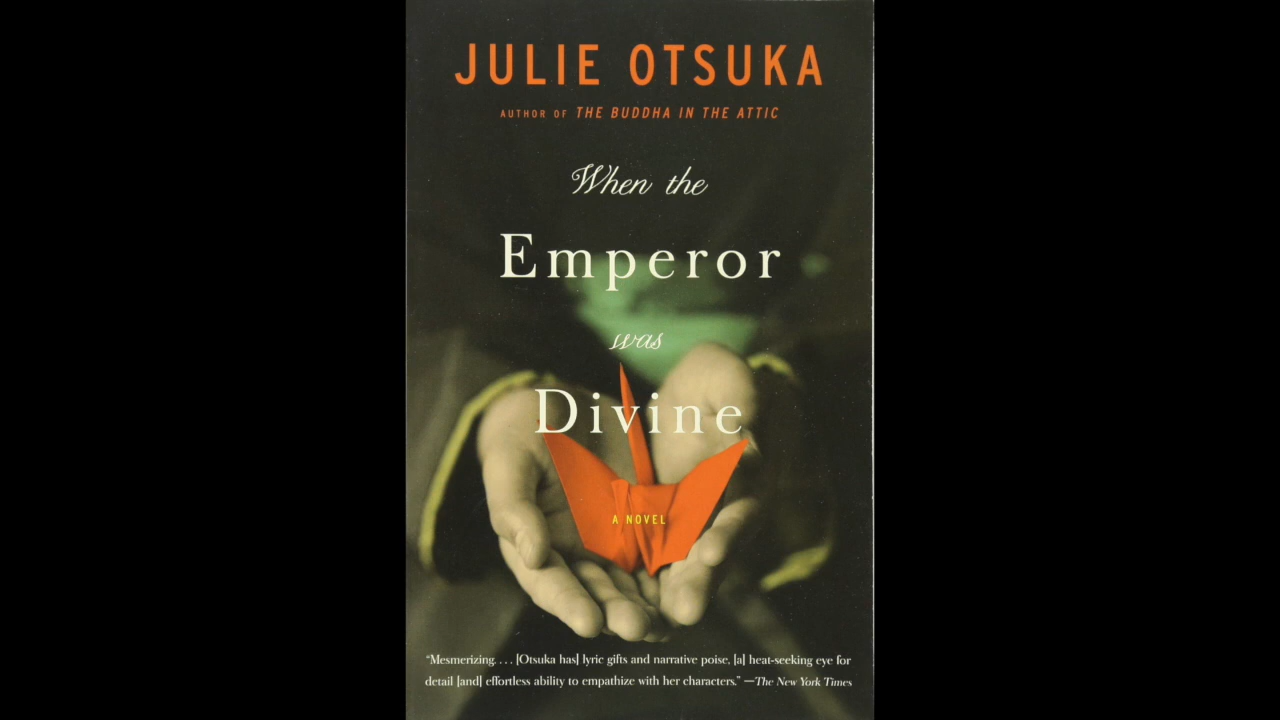 JULIE OTSUKA
AUTHOR OF THE BUDDHA IN THE ATTIC
When the
Emperor
was
Divine
A NOVEL
“Mesmerizing. . . . [Otsuka has] lyric gifts and narrative poise, [a] heat-seeking eye for
detail [and] effortless ability to empathize with her characters.” —The New York Times